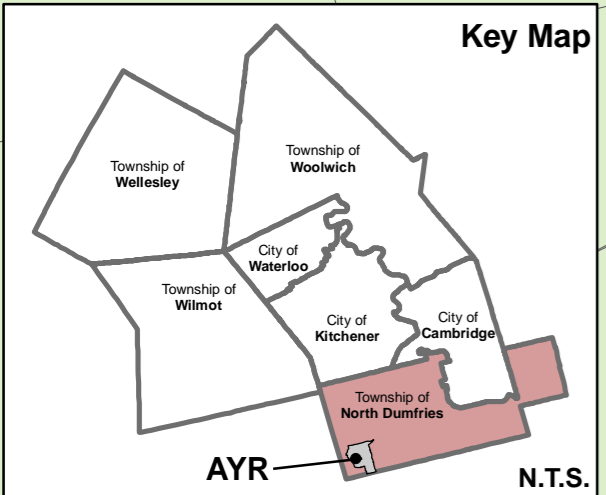 Key Map
Township of
Woolwich
Township of
Wellesley
City of
Waterloo
Township of
Wilmot
City of
Kitchener
City of
Cambridge
Township of
North Dumfries
AYR
N.T.S.